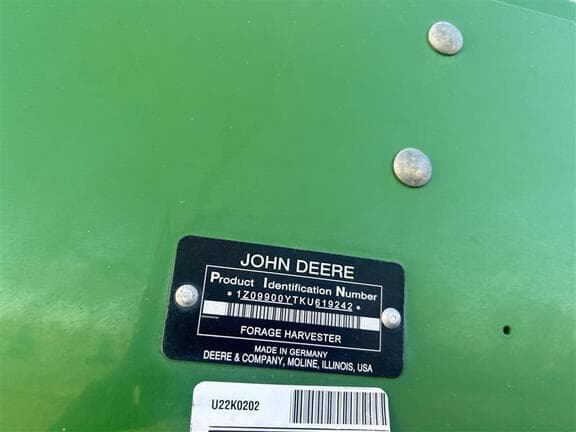 JOHN DEERE
Product Identification Number
* 1Z09900YTKU619242 *
FORAGE HARVESTER
MADE IN GERMANY
DEERE & COMPANY, MOLINE, ILLINOIS, USA
U22K0202